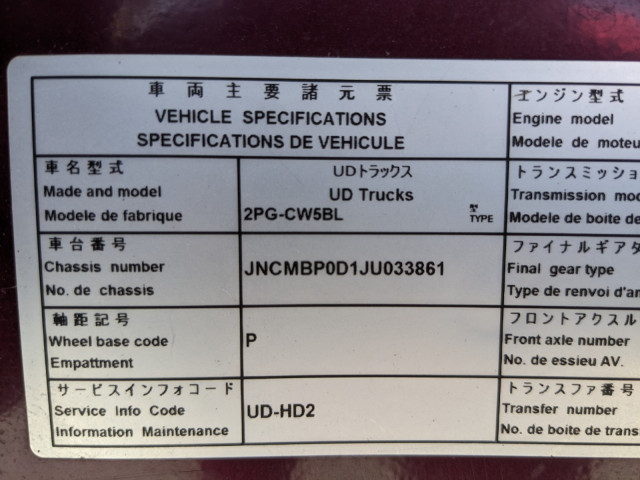 車両主要諸元票
VEHICLE SPECIFICATIONS
SPECIFICATIONS DE VEHICULE
車名型式
Made and model
Modele de fabrique
UDトラックス
UD Trucks
2PG-CW5BL
型
TYPE
車台番号
Chassis number
No. de chassis
JNCMBP0D1JU033861
軸距記号
Wheel base code
Empattment
P
サービスインフォコード
Service Info Code
Information Maintenance
UD-HD2
エンジン型式
Engine model
Modele de moteu
トランスミッショ
Transmission mod
Modele de boite de
ファイナルギアタ
Final gear type
Type de renvoi d'an
フロントアクスル
Front axle number
No. de essieu AV.
トランスファ番号
Transfer number
No. de boite de trans